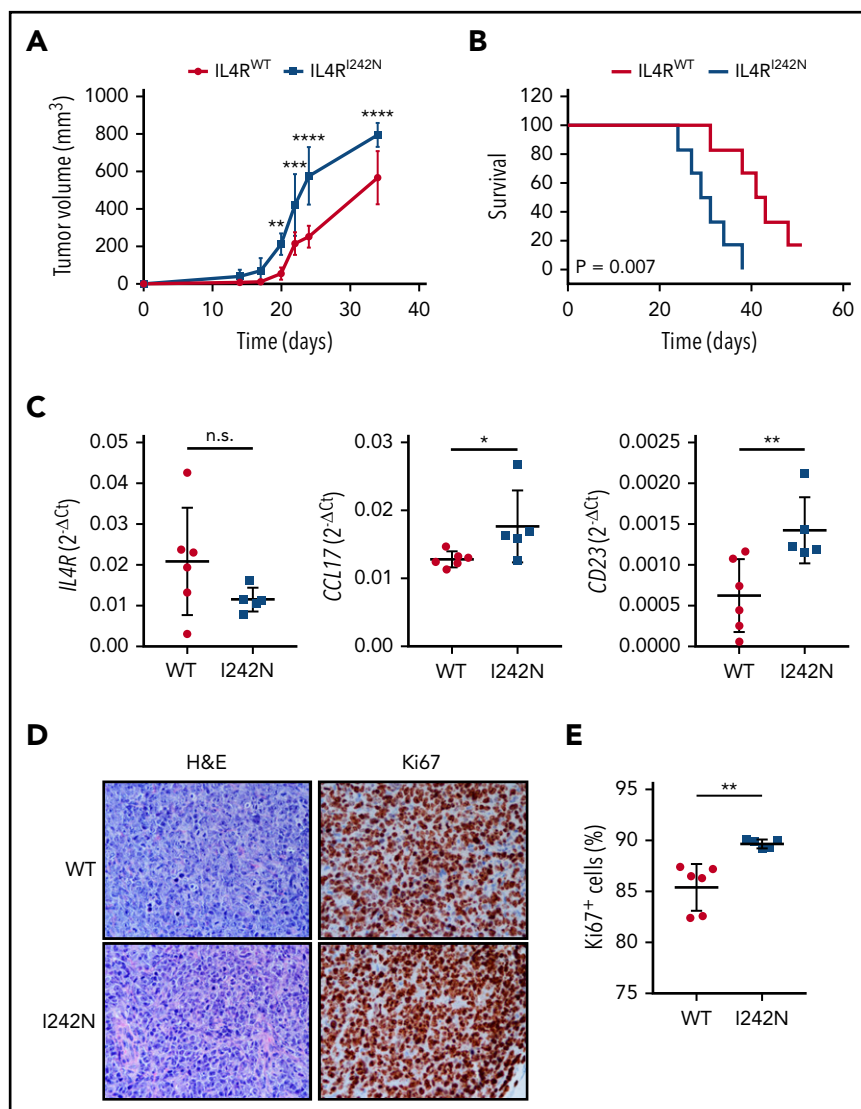 A
IL4R^WT IL4R^I242N
Tumor volume (mm³)
1000
800
600
400
200
0
** *** **** ****
0 10 20 30 40
Time (days)
B
IL4R^WT IL4R^I242N
Survival
120
100
80
60
40
20
0
P = 0.007
0 20 40 60
Time (days)
C
IL4R (2^-ΔCt)
0.05
0.04
0.03
0.02
0.01
0.00
n.s.
WT I242N
CCL17 (2^-ΔCt)
0.03
0.02
0.01
0.00
*
WT I242N
CD23 (2^-ΔCt)
0.0025
0.0020
0.0015
0.0010
0.0005
0.0000
**
WT I242N
D
H&E Ki67
WT
I242N
E
Ki67⁺ cells (%)
95
90
85
80
75
**
WT I242N